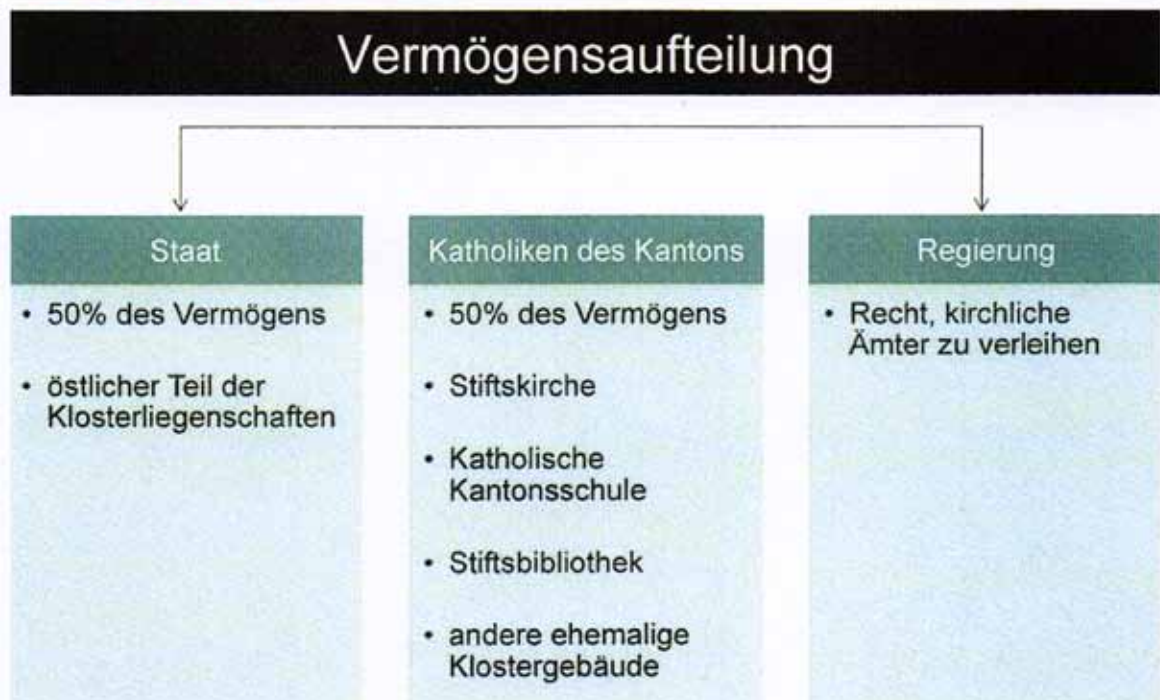 Vermögensaufteilung
Staat
• 50% des Vermögens
• östlicher Teil der
Klosterliegenschaften
Katholiken des Kantons
• 50% des Vermögens
• Stiftskirche
• Katholische
Kantonsschule
• Stiftsbibliothek
• andere ehemalige
Klostergebäude
Regierung
• Recht, kirchliche
Ämter zu verleihen